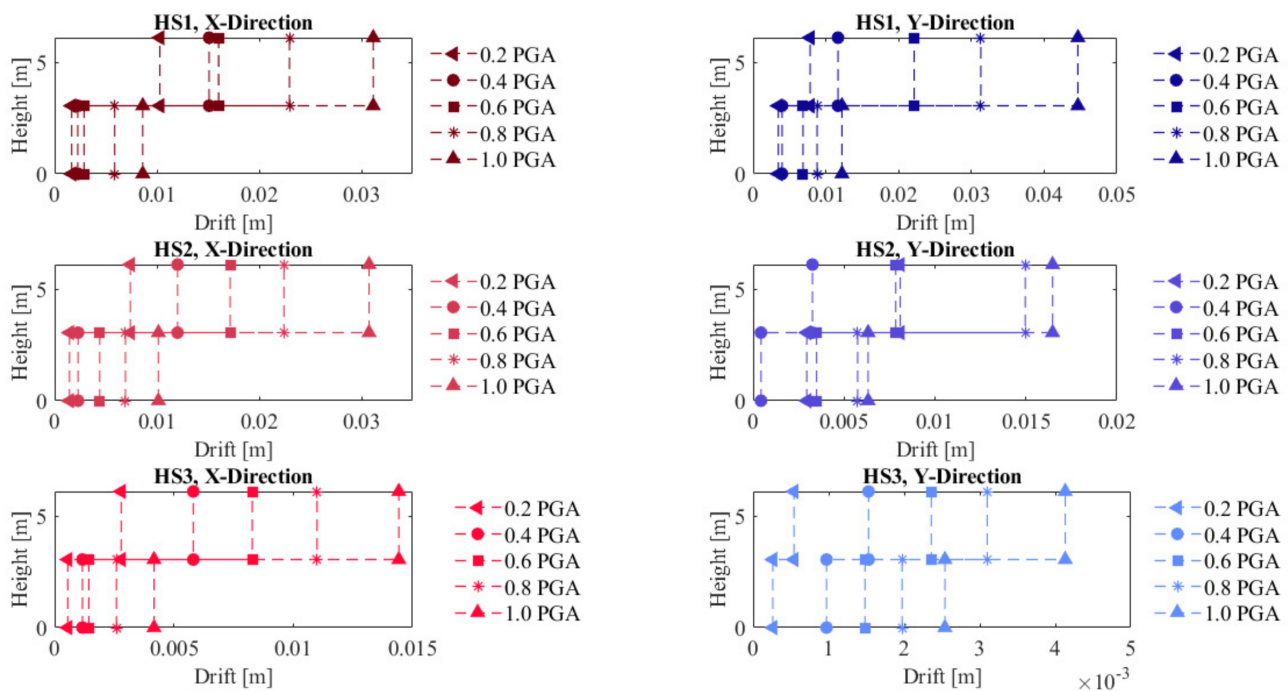 HS1, X-Direction
5
0
Height [m]
0 0.01 0.02 0.03
Drift [m]
0.2 PGA
0.4 PGA
0.6 PGA
0.8 PGA
1.0 PGA
HS1, Y-Direction
5
0
Height [m]
0 0.01 0.02 0.03 0.04 0.05
Drift [m]
0.2 PGA
0.4 PGA
0.6 PGA
0.8 PGA
1.0 PGA
HS2, X-Direction
5
0
Height [m]
0 0.01 0.02 0.03
Drift [m]
0.2 PGA
0.4 PGA
0.6 PGA
0.8 PGA
1.0 PGA
HS2, Y-Direction
5
0
Height [m]
0 0.005 0.01 0.015 0.02
Drift [m]
0.2 PGA
0.4 PGA
0.6 PGA
0.8 PGA
1.0 PGA
HS3, X-Direction
5
0
Height [m]
0 0.005 0.01 0.015
Drift [m]
0.2 PGA
0.4 PGA
0.6 PGA
0.8 PGA
1.0 PGA
HS3, Y-Direction
5
0
Height [m]
0 1 2 3 4 5
Drift [m]
×10⁻³
0.2 PGA
0.4 PGA
0.6 PGA
0.8 PGA
1.0 PGA